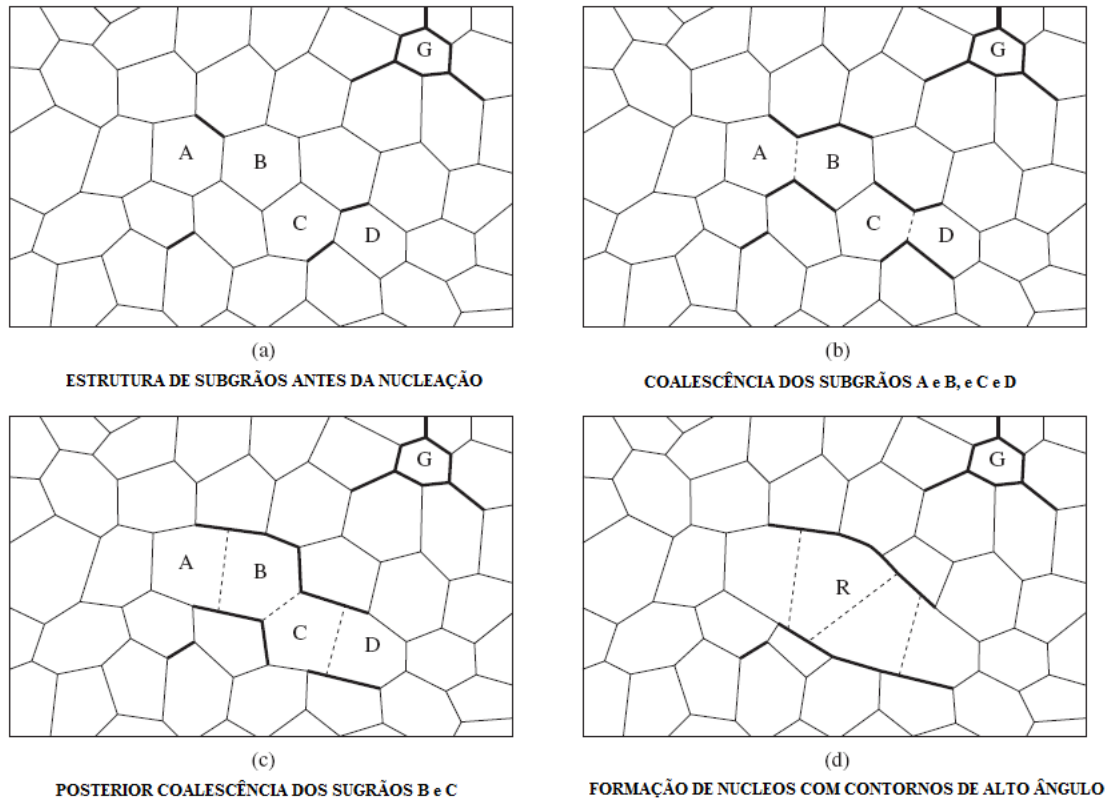 G
A
B
C
D
(a)
ESTRUTURA DE SUBGRÃOS ANTES DA NUCLEAÇÃO
G
A
B
C
D
(b)
COALESCÊNCIA DOS SUBGRÃOS A e B, e C e D
G
A
B
C
D
(c)
POSTERIOR COALESCÊNCIA DOS SUGRÃOS B e C
G
R
(d)
FORMAÇÃO DE NUCLEOS COM CONTORNOS DE ALTO ÂNGULO